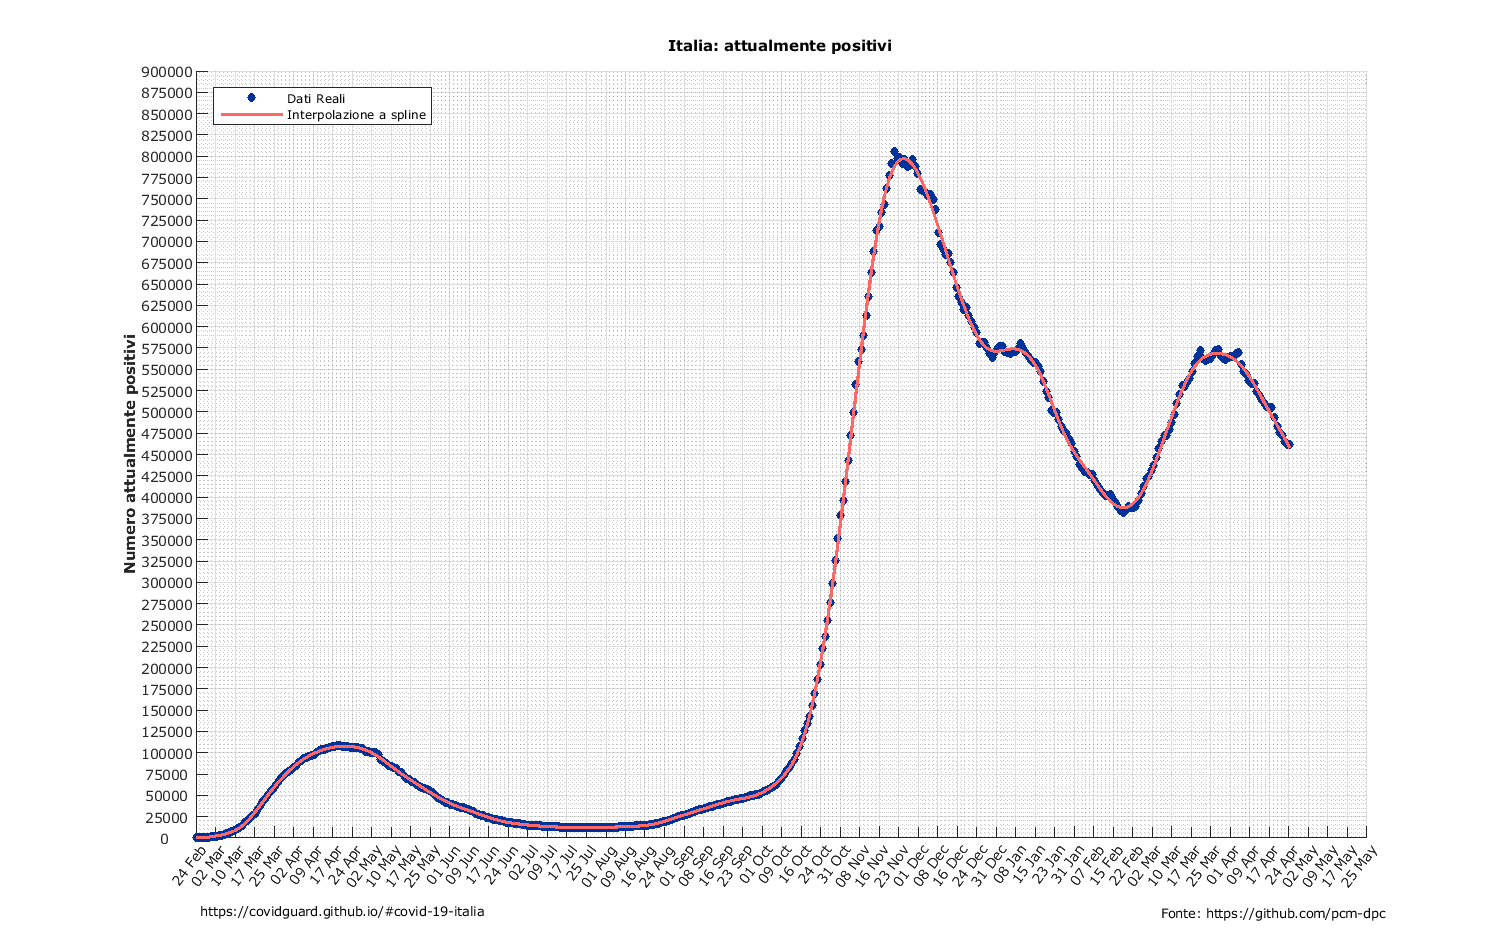 Italia: attualmente positivi
900000
875000
850000
825000
800000
775000
750000
725000
700000
675000
650000
625000
600000
575000
550000
525000
500000
475000
450000
425000
400000
375000
350000
325000
300000
275000
250000
225000
200000
175000
150000
125000
100000
75000
50000
25000
0
Numero attualmente positivi
Dati Reali
Interpolazione a spline
24 Feb
02 Mar
10 Mar
17 Mar
25 Mar
02 Apr
09 Apr
17 Apr
24 Apr
02 May
10 May
17 May
25 May
01 Jun
09 Jun
17 Jun
24 Jun
02 Jul
09 Jul
17 Jul
25 Jul
01 Aug
09 Aug
16 Aug
24 Aug
01 Sep
08 Sep
16 Sep
23 Sep
01 Oct
09 Oct
16 Oct
24 Oct
31 Oct
08 Nov
16 Nov
23 Nov
01 Dec
08 Dec
16 Dec
24 Dec
31 Dec
08 Jan
15 Jan
23 Jan
31 Jan
07 Feb
15 Feb
22 Feb
02 Mar
10 Mar
17 Mar
25 Mar
01 Apr
09 Apr
17 Apr
24 Apr
02 May
09 May
17 May
25 May
https://covidguard.github.io/#covid-19-italia
Fonte: https://github.com/pcm-dpc